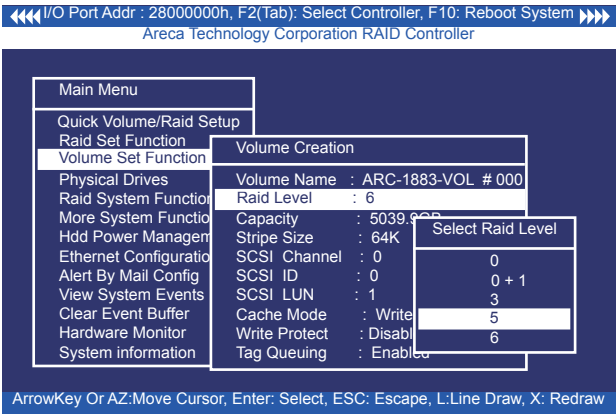 I/O Port Addr : 28000000h, F2(Tab): Select Controller, F10: Reboot System
Areca Technology Corporation RAID Controller
Main Menu
Quick Volume/Raid Setup
Raid Set Function
Volume Set Function
Physical Drives
Raid System Function
More System Functio
Hdd Power Managem
Ethernet Configuratio
Alert By Mail Config
View System Events
Clear Event Buffer
Hardware Monitor
System information
Volume Creation
Volume Name : ARC-1883-VOL # 000
Raid Level : 6
Capacity : 5039.9GB
Stripe Size : 64K
SCSI Channel : 0
SCSI ID : 0
SCSI LUN : 1
Cache Mode : Write
Write Protect : Disabl
Tag Queuing : Enabled
Select Raid Level
0
0 + 1
3
5
6
ArrowKey Or AZ:Move Cursor, Enter: Select, ESC: Escape, L:Line Draw, X: Redraw